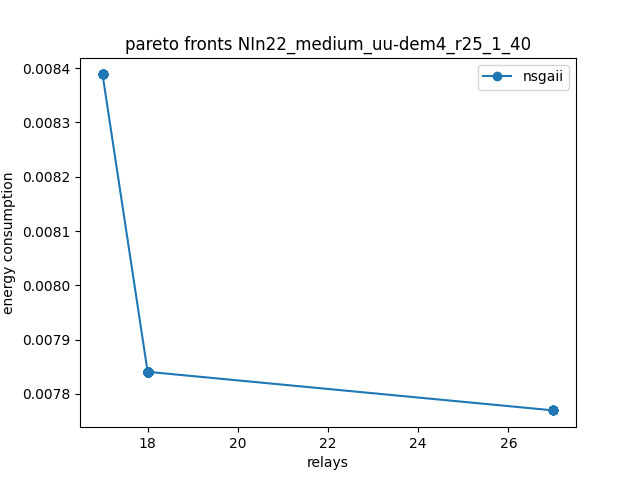 pareto fronts NIn22_medium_uu-dem4_r25_1_40
nsgaii
0.0084
0.0083
0.0082
0.0081
0.0080
0.0079
0.0078
energy consumption
18 20 22 24 26
relays